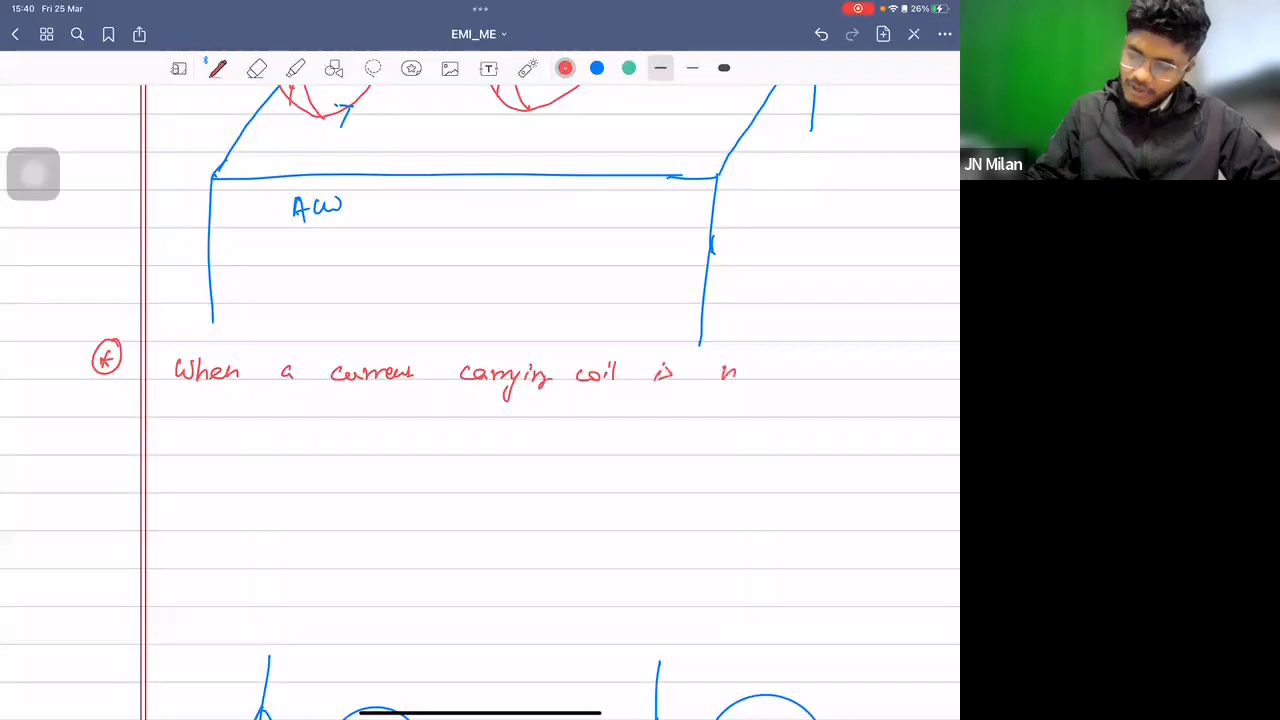 15:40 Fri 25 Mar
26%
EMI_ME
JN Milan
ACW
When a current carrying coil is